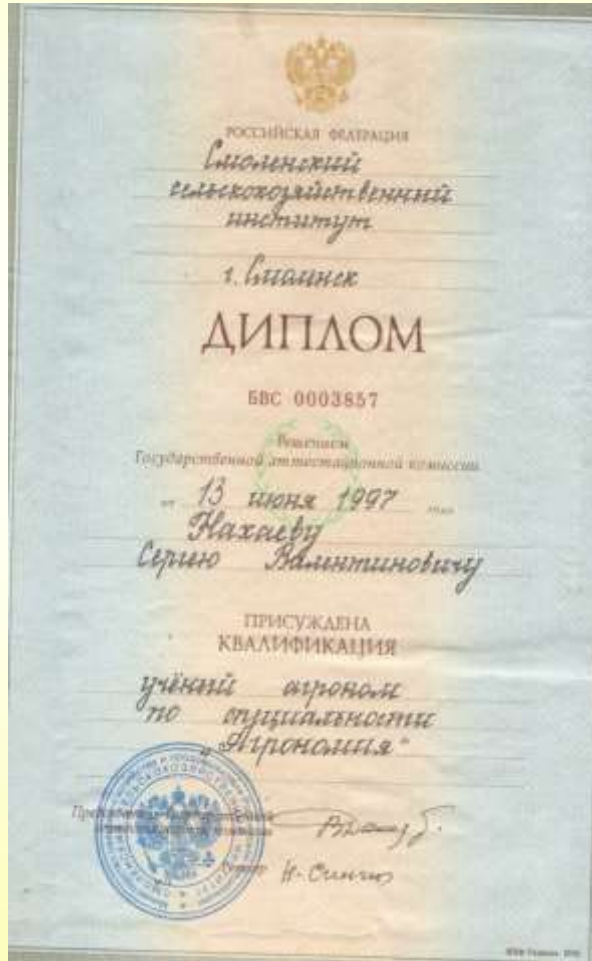 РОССИЙСКАЯ ФЕДЕРАЦИЯ
Смоленский
сельскохозяйственный
институт
г. Смоленск
ДИПЛОМ
БВС 0003857
Решением
Государственной аттестационной комиссии
от 13 июня 1997 года
Нахаеву
Сергею Валентиновичу
ПРИСУЖДЕНА
КВАЛИФИКАЦИЯ
учёный агроном
по специальности
„Агрономия"
Ректор